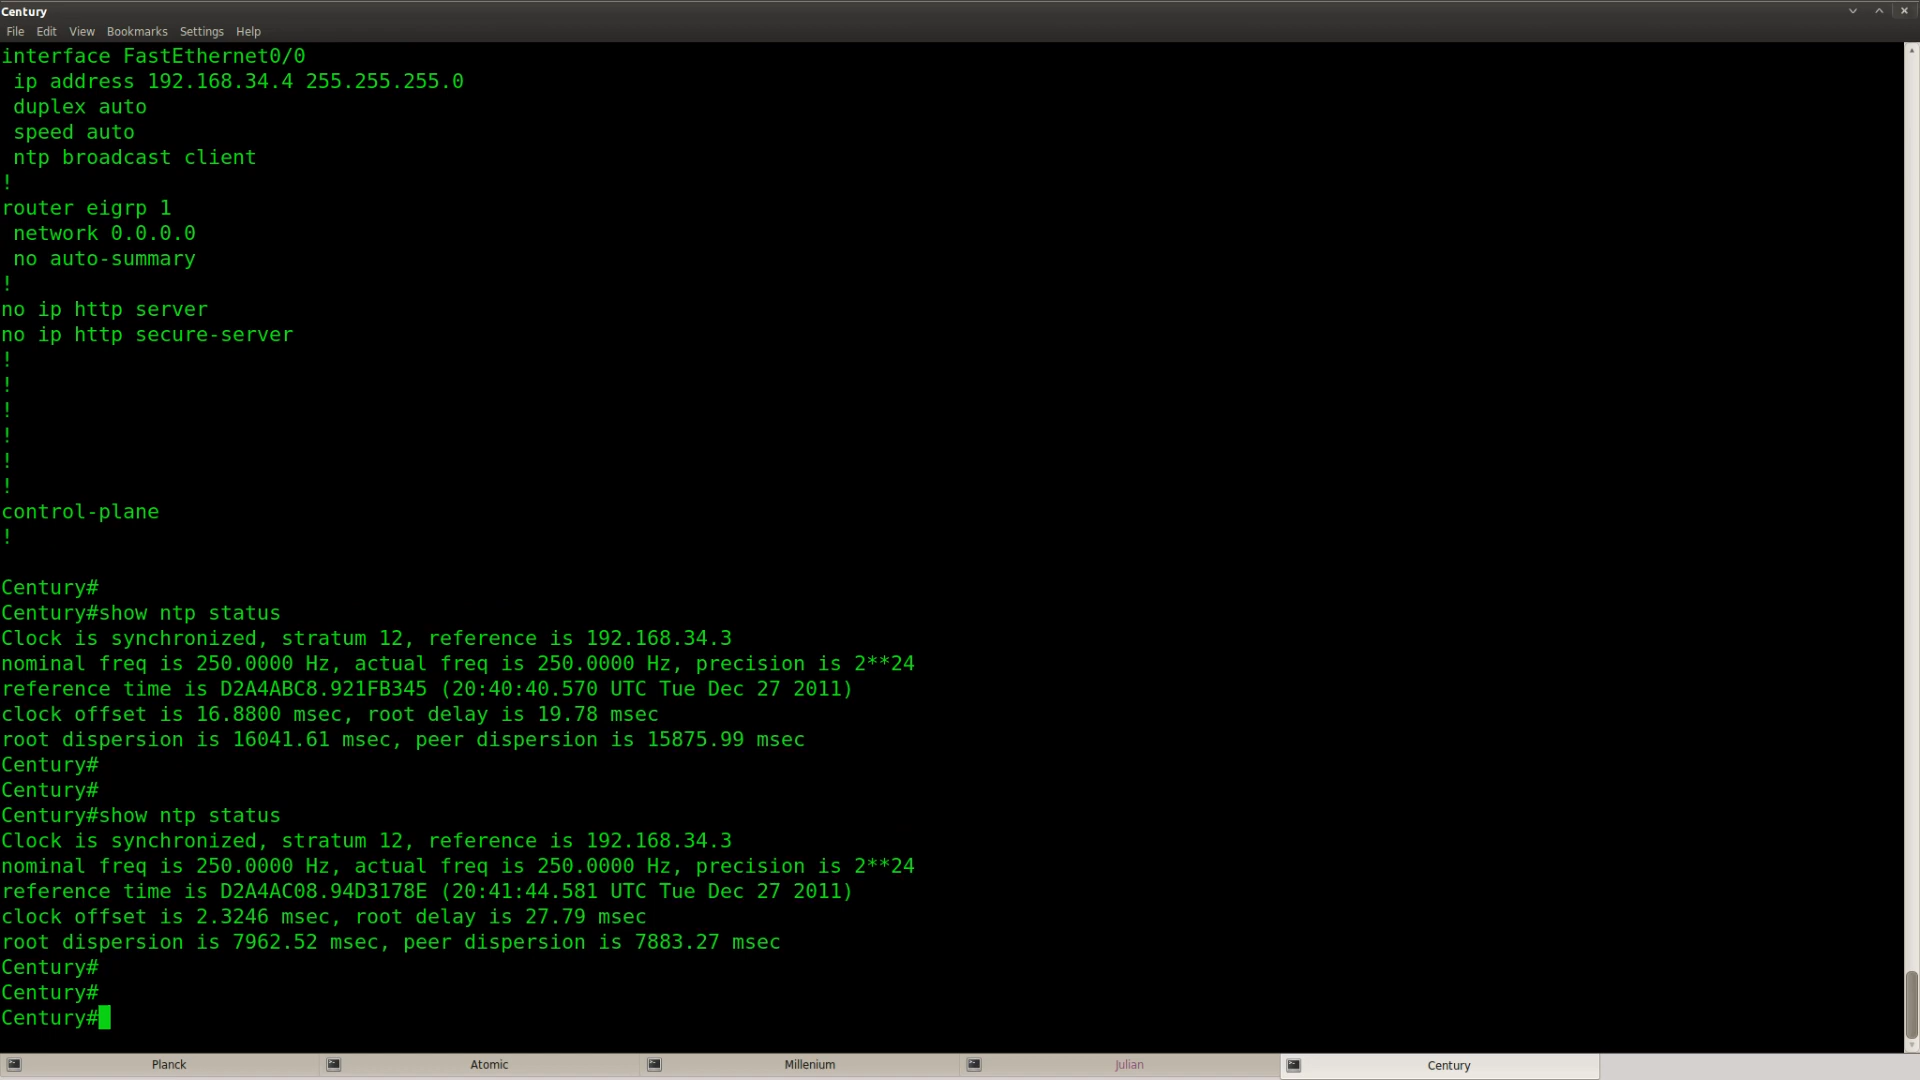 Century
File Edit View Bookmarks Settings Help
interface FastEthernet0/0
 ip address 192.168.34.4 255.255.255.0
 duplex auto
 speed auto
 ntp broadcast client
!
router eigrp 1
 network 0.0.0.0
 no auto-summary
!
no ip http server
no ip http secure-server
!
!
!
!
!
!
control-plane
!
Century#
Century#show ntp status
Clock is synchronized, stratum 12, reference is 192.168.34.3
nominal freq is 250.0000 Hz, actual freq is 250.0000 Hz, precision is 2**24
reference time is D2A4ABC8.921FB345 (20:40:40.570 UTC Tue Dec 27 2011)
clock offset is 16.8800 msec, root delay is 19.78 msec
root dispersion is 16041.61 msec, peer dispersion is 15875.99 msec
Century#
Century#
Century#show ntp status
Clock is synchronized, stratum 12, reference is 192.168.34.3
nominal freq is 250.0000 Hz, actual freq is 250.0000 Hz, precision is 2**24
reference time is D2A4AC08.94D3178E (20:41:44.581 UTC Tue Dec 27 2011)
clock offset is 2.3246 msec, root delay is 27.79 msec
root dispersion is 7962.52 msec, peer dispersion is 7883.27 msec
Century#
Century#
Century#
Planck Atomic Millenium Julian Century